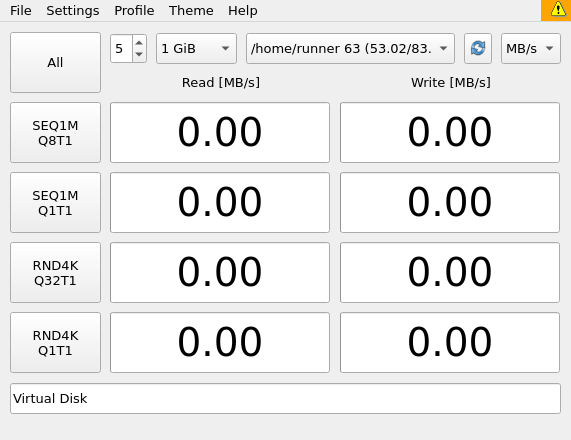 File Settings Profile Theme Help
All 5 1 GiB /home/runner 63 (53.02/83. MB/s
Read [MB/s] Write [MB/s]
SEQ1M
Q8T1
0.00 0.00
SEQ1M
Q1T1
0.00 0.00
RND4K
Q32T1
0.00 0.00
RND4K
Q1T1
0.00 0.00
Virtual Disk